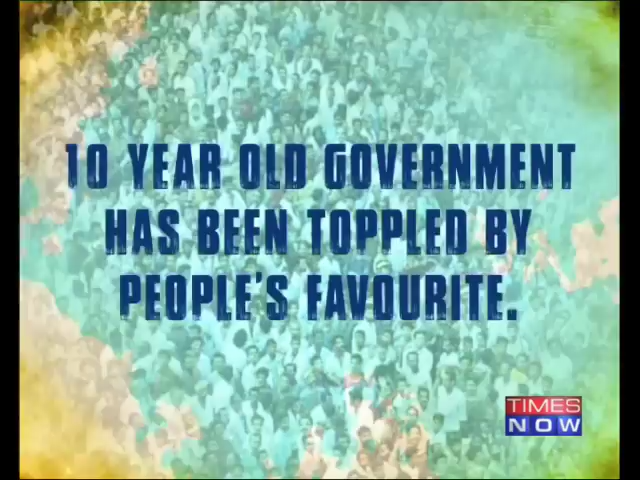 10 YEAR OLD GOVERNMENT
HAS BEEN TOPPLED BY
PEOPLE'S FAVOURITE.
TIMES
NOW